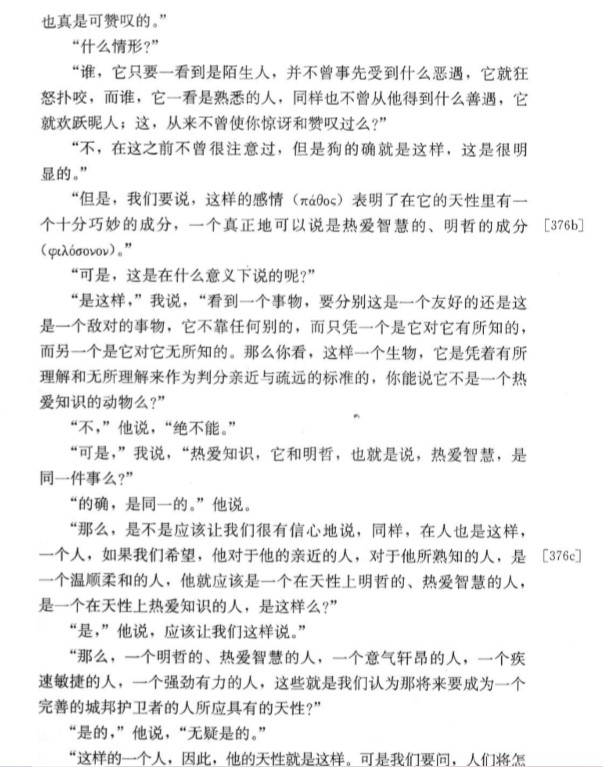 也真是可赞叹的。”
“什么情形?”
“谁，它只要一看到是陌生人，并不曾事先受到什么恶遇，它就狂
怒扑咬，而谁，它一看是熟悉的人，同样也不曾从他得到什么善遇，它
就欢跃昵人；这，从来不曾使你惊讶和赞叹过么?”
“不，在这之前不曾很注意过，但是狗的确就是这样，这是很明
显的。”
“但是，我们要说，这样的感情（πάθος）表明了在它的天性里有一
个十分巧妙的成分，一个真正地可以说是热爱智慧的、明哲的成分 [376b]
（φιλόσονον）。”
“可是，这是在什么意义下说的呢?”
“是这样，”我说，“看到一个事物，要分别这是一个友好的还是这
是一个敌对的事物，它不靠任何别的，而只凭一个是它对它有所知的，
而另一个是它对它无所知的。那么你看，这样一个生物，它是凭着有所
理解和无所理解来作为判分亲近与疏远的标准的，你能说它不是一个热
爱知识的动物么?”
“不，”他说，“绝不能。”
“可是，”我说，“热爱知识，它和明哲，也就是说，热爱智慧，是
同一件事么?”
“的确，是同一的。”他说。
“那么，是不是应该让我们很有信心地说，同样，在人也是这样，
一个人，如果我们希望，他对于他的亲近的人，对于他所熟知的人，是 [376c]
一个温顺柔和的人，他就应该是一个在天性上明哲的、热爱智慧的人，
是一个在天性上热爱知识的人，是这样么?”
“是，”他说，应该让我们这样说。”
“那么，一个明哲的、热爱智慧的人，一个意气轩昂的人，一个疾
速敏捷的人，一个强劲有力的人，这些就是我们认为那将来要成为一个
完善的城邦护卫者的人所应具有的天性?”
“是的，”他说，“无疑是的。”
“这样的一个人，因此，他的天性就是这样。可是我们要问，人们将怎